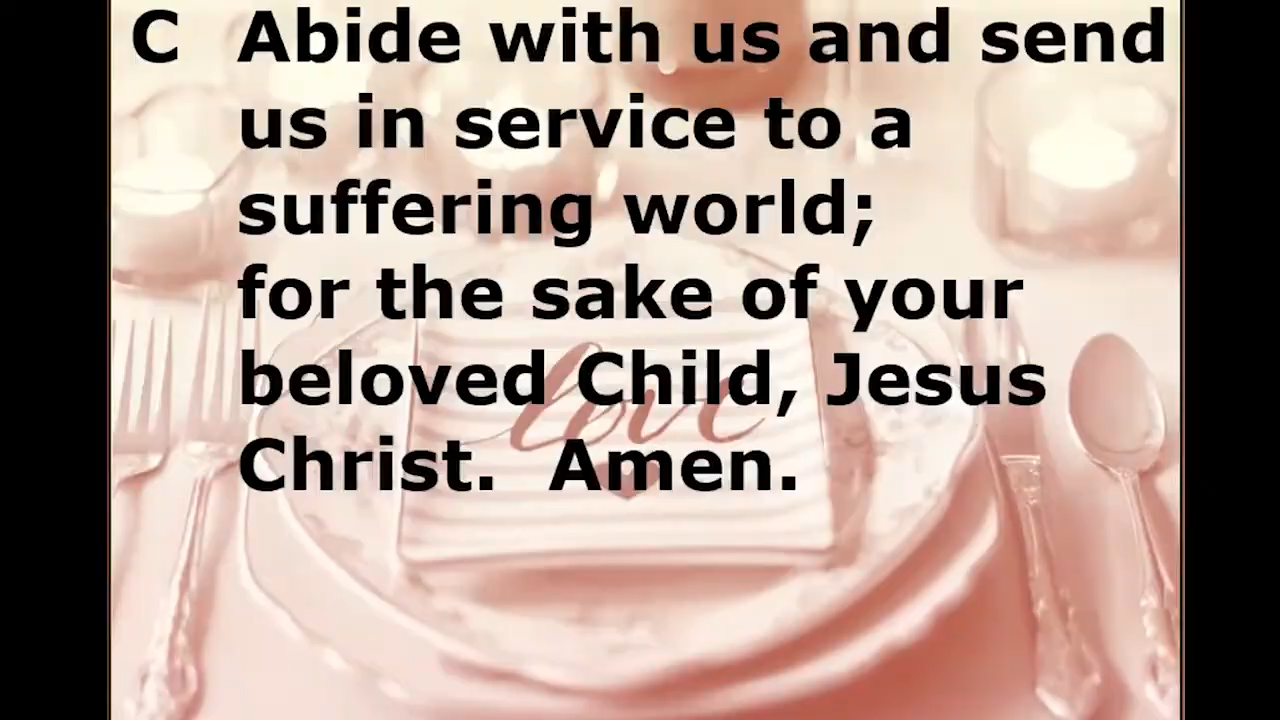 C Abide with us and send
us in service to a
suffering world;
for the sake of your
beloved Child, Jesus
Christ. Amen.
love